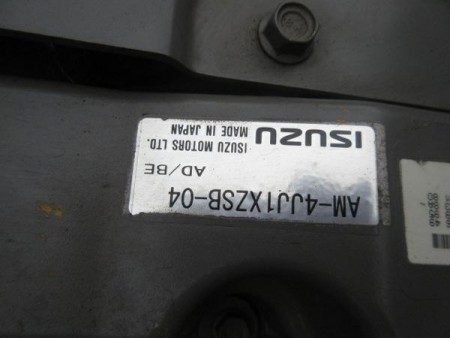 AM-4JJ1XZSB-04
AD/BE
ISUZU MOTORS LTD.
MADE IN JAPAN
ISUZU